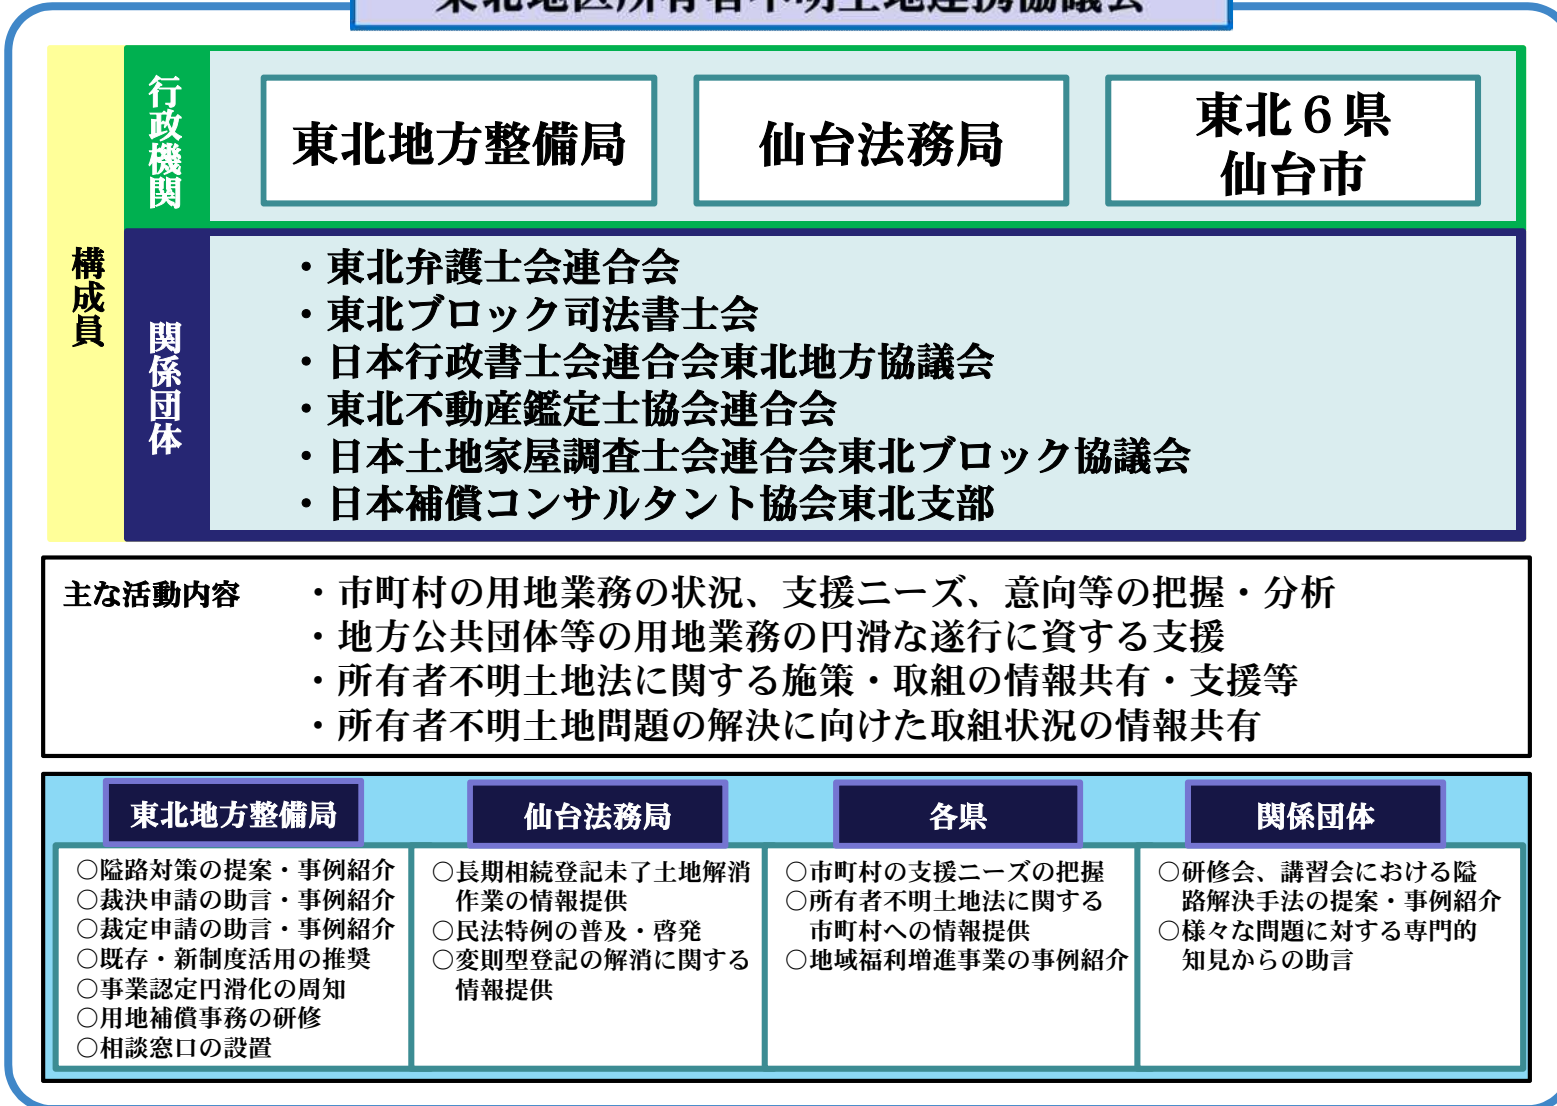 東北地区所有者不明土地連携協議会
構成員
行政機関
東北地方整備局
仙台法務局
東北６県
仙台市
関係団体
・東北弁護士会連合会
・東北ブロック司法書士会
・日本行政書士会連合会東北地方協議会
・東北不動産鑑定士協会連合会
・日本土地家屋調査士会連合会東北ブロック協議会
・日本補償コンサルタント協会東北支部
主な活動内容
・市町村の用地業務の状況、支援ニーズ、意向等の把握・分析
・地方公共団体等の用地業務の円滑な遂行に資する支援
・所有者不明土地法に関する施策・取組の情報共有・支援等
・所有者不明土地問題の解決に向けた取組状況の情報共有
東北地方整備局
○隘路対策の提案・事例紹介
○裁決申請の助言・事例紹介
○裁定申請の助言・事例紹介
○既存・新制度活用の推奨
○事業認定円滑化の周知
○用地補償事務の研修
○相談窓口の設置
仙台法務局
○長期相続登記未了土地解消
作業の情報提供
○民法特例の普及・啓発
○変則型登記の解消に関する
情報提供
各県
○市町村の支援ニーズの把握
○所有者不明土地法に関する
市町村への情報提供
○地域福利増進事業の事例紹介
関係団体
○研修会、講習会における隘
路解決手法の提案・事例紹介
○様々な問題に対する専門的
知見からの助言